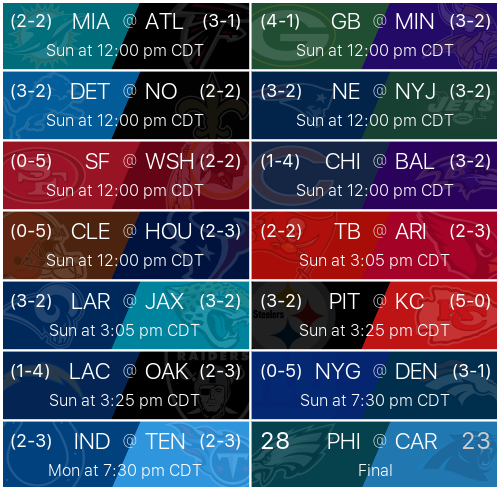 (2-2) MIA @ ATL (3-1)
Sun at 12:00 pm CDT
(4-1) GB @ MIN (3-2)
Sun at 12:00 pm CDT
(3-2) DET @ NO (2-2)
Sun at 12:00 pm CDT
(3-2) NE @ NYJ (3-2)
Sun at 12:00 pm CDT
JETS
(0-5) SF @ WSH (2-2)
Sun at 12:00 pm CDT
(1-4) CHI @ BAL (3-2)
Sun at 12:00 pm CDT
(0-5) CLE @ HOU (2-3)
Sun at 12:00 pm CDT
(2-2) TB @ ARI (2-3)
Sun at 3:05 pm CDT
(3-2) LAR @ JAX (3-2)
Sun at 3:05 pm CDT
(3-2) PIT @ KC (5-0)
Steelers
Sun at 3:25 pm CDT
RAIDERS
(1-4) LAC @ OAK (2-3)
Sun at 3:25 pm CDT
(0-5) NYG @ DEN (3-1)
Sun at 7:30 pm CDT
(2-3) IND @ TEN (2-3)
Mon at 7:30 pm CDT
28 PHI @ CAR 23
Final